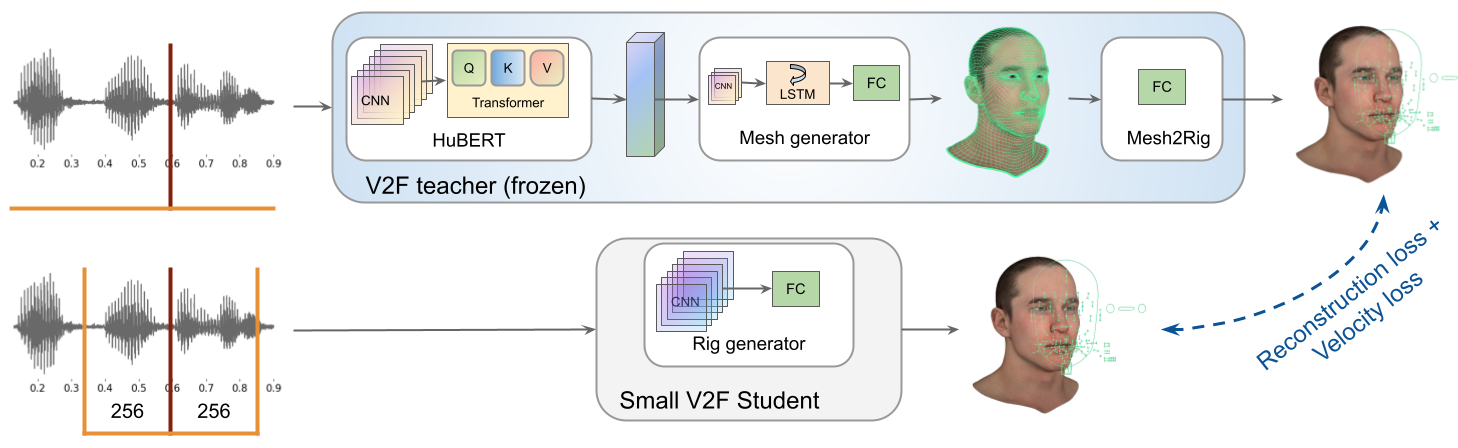 0.2 0.3 0.4 0.5 0.6 0.7 0.8 0.9
CNN
Q K V
Transformer
HuBERT
CNN
LSTM
FC
Mesh generator
FC
Mesh2Rig
V2F teacher (frozen)
0.2 0.3 0.4 0.5 0.6 0.7 0.8 0.9
256 256
CNN
FC
Rig generator
Small V2F Student
Reconstruction loss +
Velocity loss